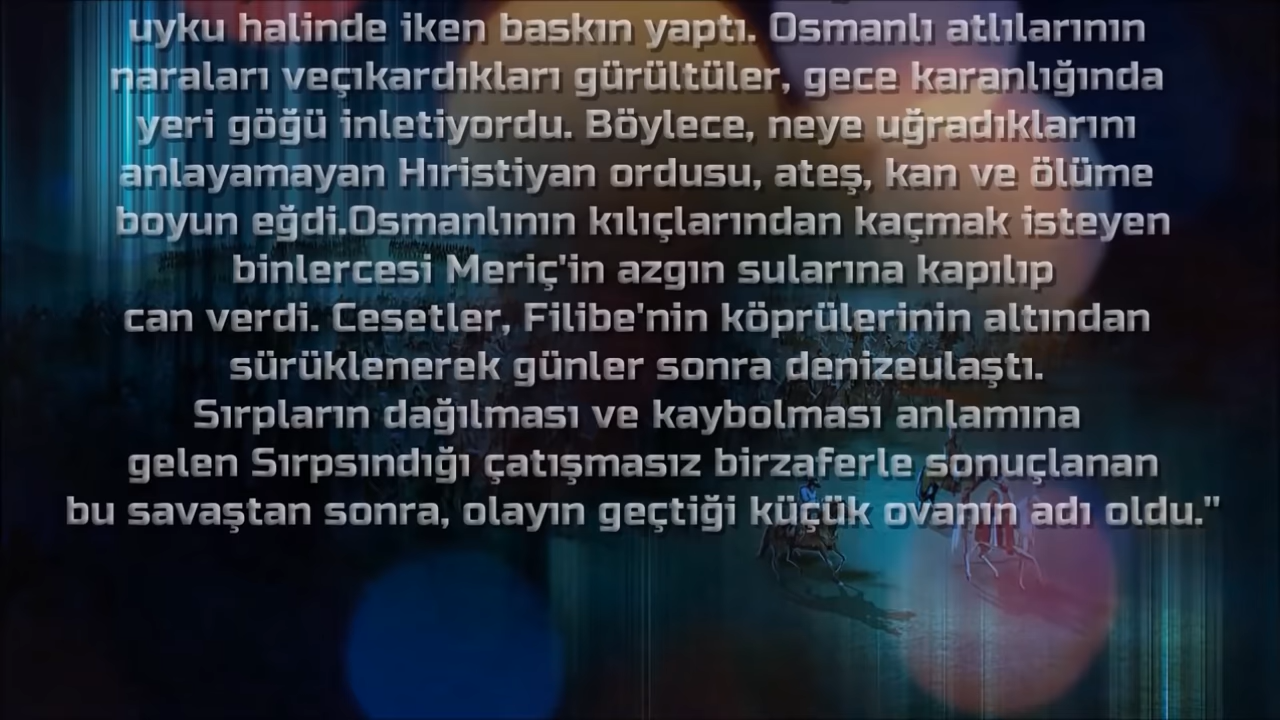 uyku halinde iken baskın yaptı. Osmanlı atlılarının
naraları veçıkardıkları gürültüler, gece karanlığında
yeri göğü inletiyordu. Böylece, neye uğradıklarını
anlayamayan Hıristiyan ordusu, ateş, kan ve ölüme
boyun eğdi.Osmanlının kılıçlarından kaçmak isteyen
binlercesi Meriç'in azgın sularına kapılıp
can verdi. Cesetler, Filibe'nin köprülerinin altından
sürüklenerek günler sonra denizeulaştı.
Sırpların dağılması ve kaybolması anlamına
gelen Sırpsındığı çatışmasız birzaferle sonuçlanan
bu savaştan sonra, olayın geçtiği küçük ovanın adı oldu."